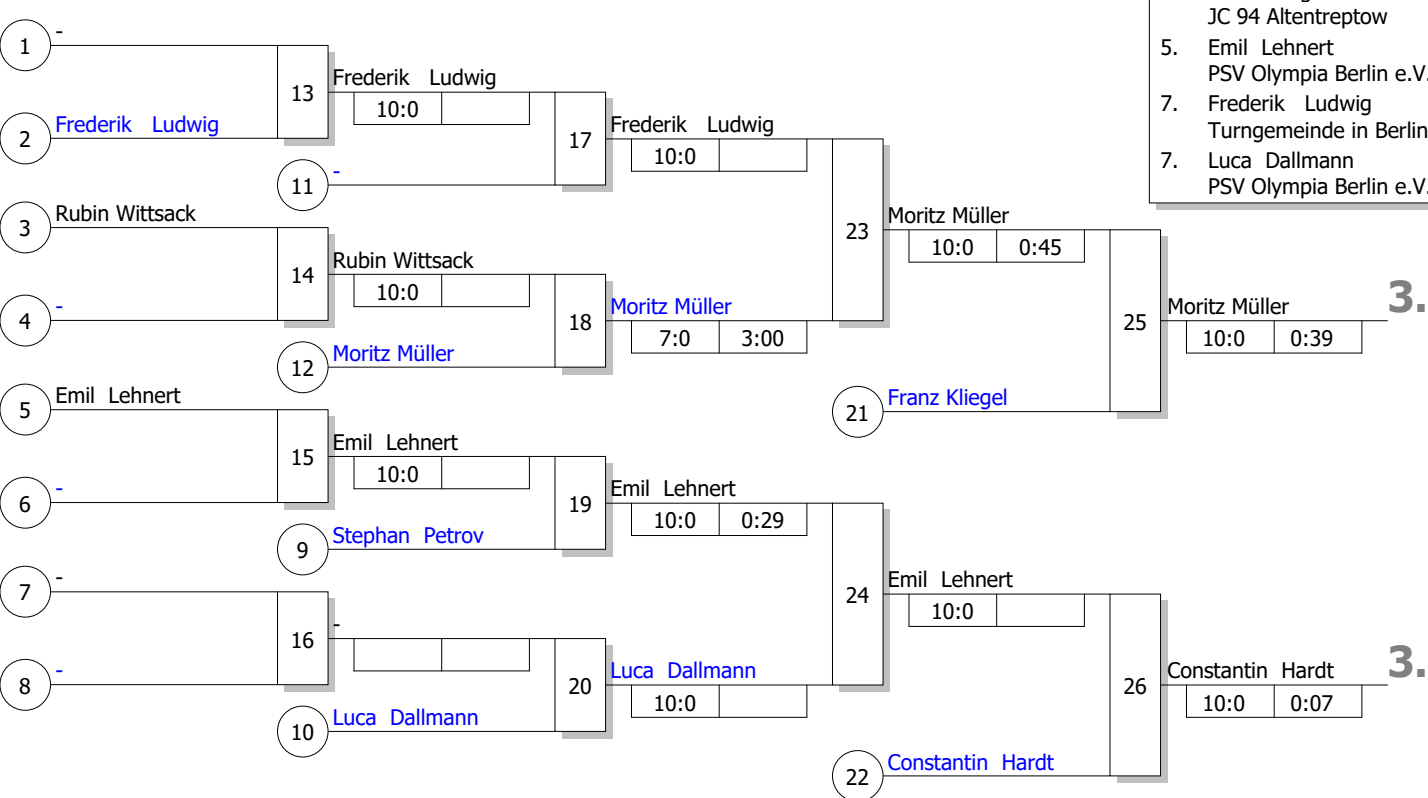 JC 94 Altentreptow
5. Emil Lehnert
PSV Olympia Berlin e.V.
7. Frederik Ludwig
Turngemeinde in Berlin
7. Luca Dallmann
PSV Olympia Berlin e.V.
1 -
2 Frederik Ludwig
13 Frederik Ludwig
10:0
11 -
17 Frederik Ludwig
10:0
3 Rubin Wittsack
4 -
14 Rubin Wittsack
10:0
12 Moritz Müller
18 Moritz Müller
7:0 3:00
23 Moritz Müller
10:0 0:45
21 Franz Kliegel
25 Moritz Müller
10:0 0:39
3.
5 Emil Lehnert
6 -
15 Emil Lehnert
10:0
9 Stephan Petrov
19 Emil Lehnert
10:0 0:29
7 -
8 -
16 -
10 Luca Dallmann
20 Luca Dallmann
10:0
24 Emil Lehnert
10:0
22 Constantin Hardt
26 Constantin Hardt
10:0 0:07
3.